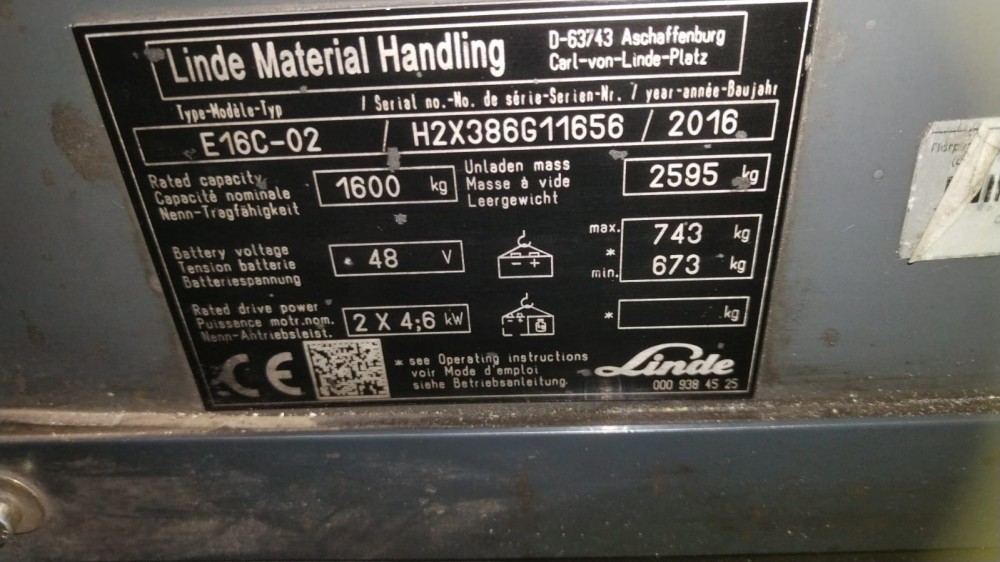 Linde Material Handling
D-63743 Aschaffenburg
Carl-von-Linde-Platz
Type-Modèle-Typ / Serial no.-No. de série-Serien-Nr. / year-année-Baujahr
E16C-02 / H2X386G11656 / 2016
Rated capacity
Capacité nominale
Nenn-Tragfähigkeit
1600 kg
Unladen mass
Masse à vide
Leergewicht
2595 kg
Battery voltage
Tension batterie
Batteriespannung
48 V
- +
max. 743 kg
*
min. 673 kg
Rated drive power
Puissance motr.nom.
Nenn-Antriebsleist.
2 X 4;6 kW
* kg
CE
* see Operating instructions
voir Mode d'emploi
siehe Betriebsanleitung
Linde
000 938 45 25